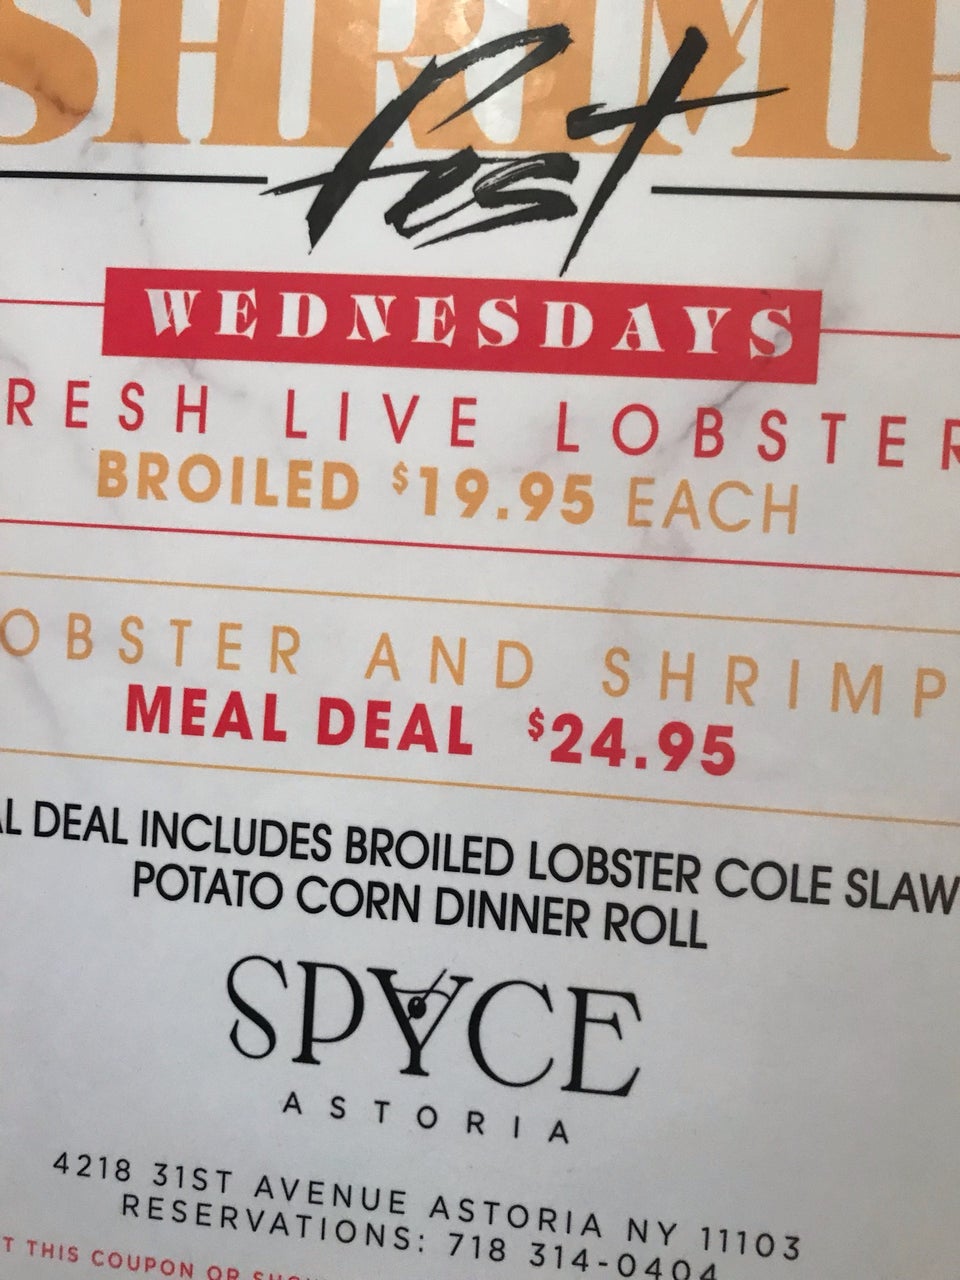 SHRIMP
Fest
WEDNESDAYS
RESH LIVE LOBSTER
BROILED $19.95 EACH
OBSTER AND SHRIMP
MEAL DEAL $24.95
AL DEAL INCLUDES BROILED LOBSTER COLE SLAW
POTATO CORN DINNER ROLL
SPYCE
ASTORIA
4218 31ST AVENUE ASTORIA NY 11103
RESERVATIONS: 718 314-0404
T THIS COUPON OR